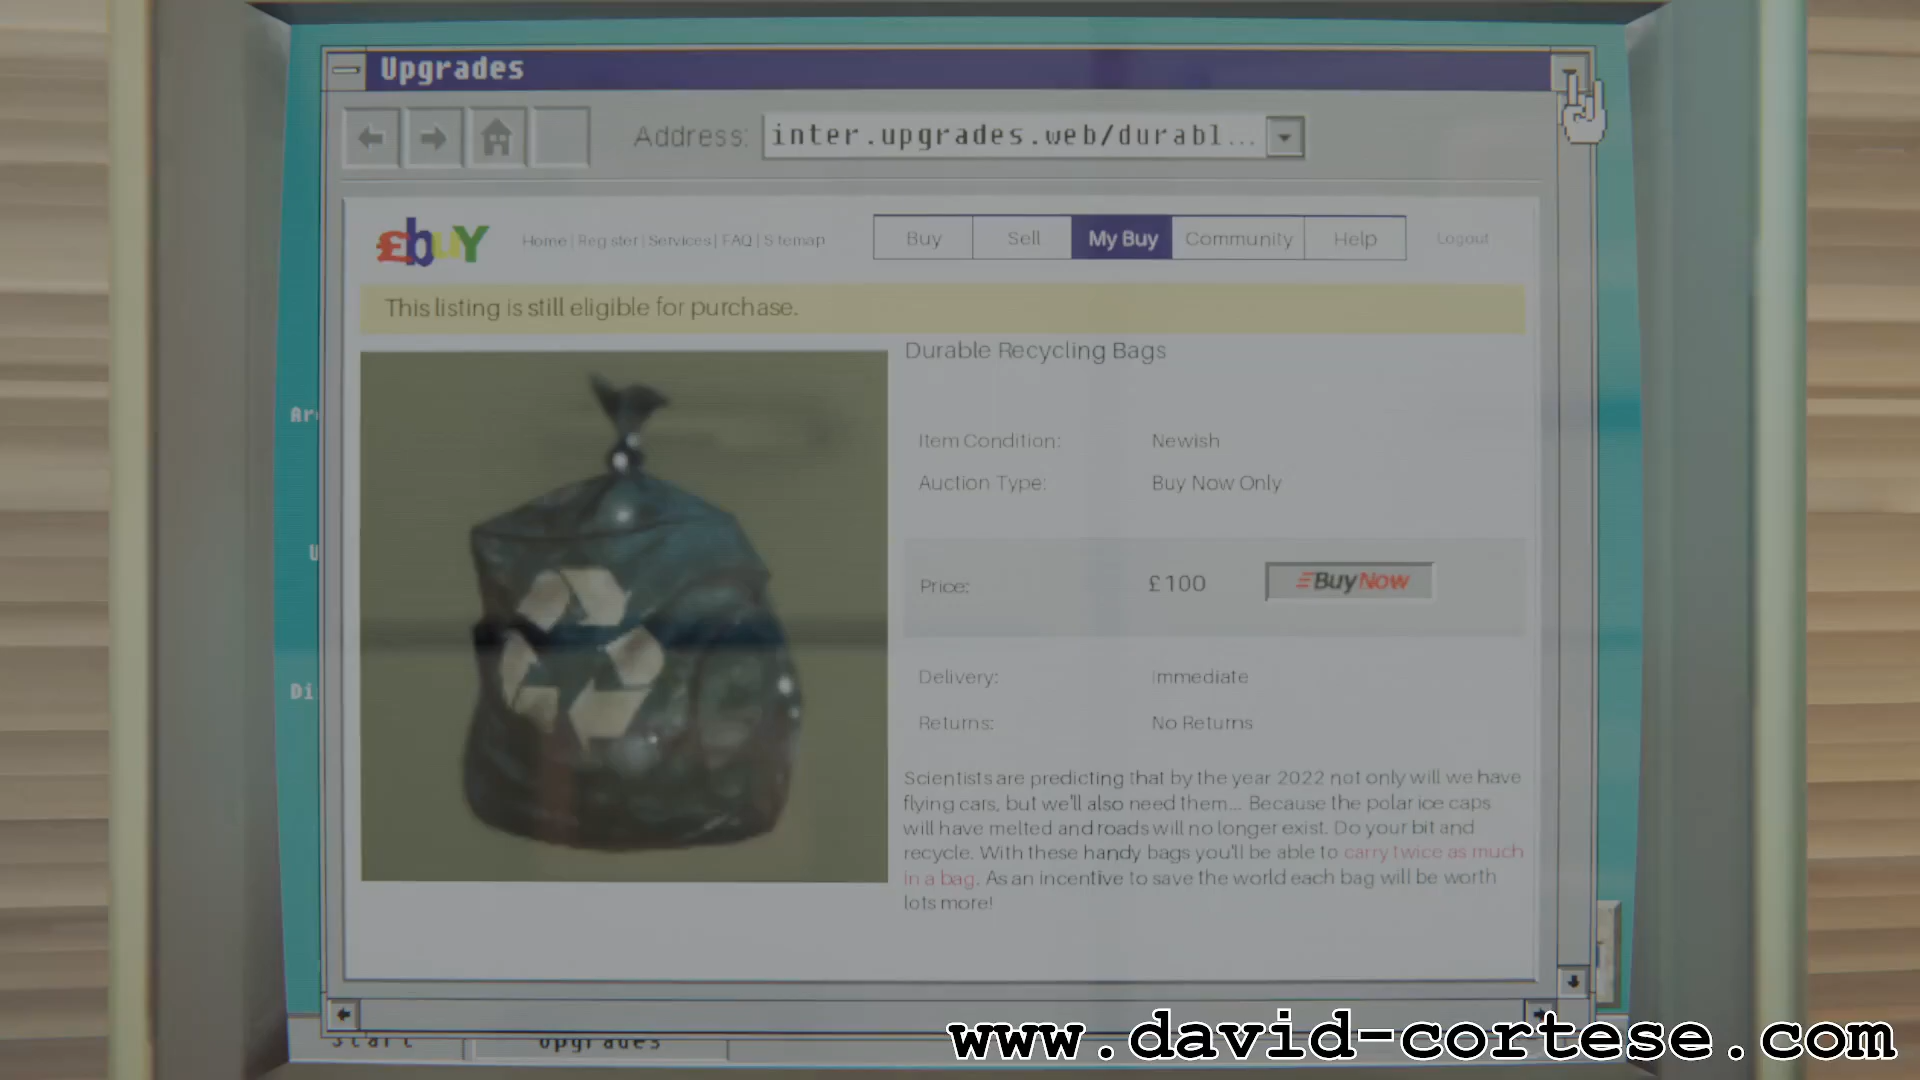 Upgrades
Address: inter.upgrades.web/durabl...
£buY Home | Register | Services | FAQ | Sitemap Buy Sell My Buy Community Help Logout
This listing is still eligible for purchase.
Durable Recycling Bags
Item Condition: Newish
Auction Type: Buy Now Only
Price: £100 Buy Now
Delivery: Immediate
Returns: No Returns
Scientists are predicting that by the year 2022 not only will we have
flying cars, but we'll also need them... Because the polar ice caps
will have melted and roads will no longer exist. Do your bit and
recycle. With these handy bags you'll be able to carry twice as much
in a bag. As an incentive to save the world each bag will be worth
lots more!
Start Upgrades
www.david-cortese.com